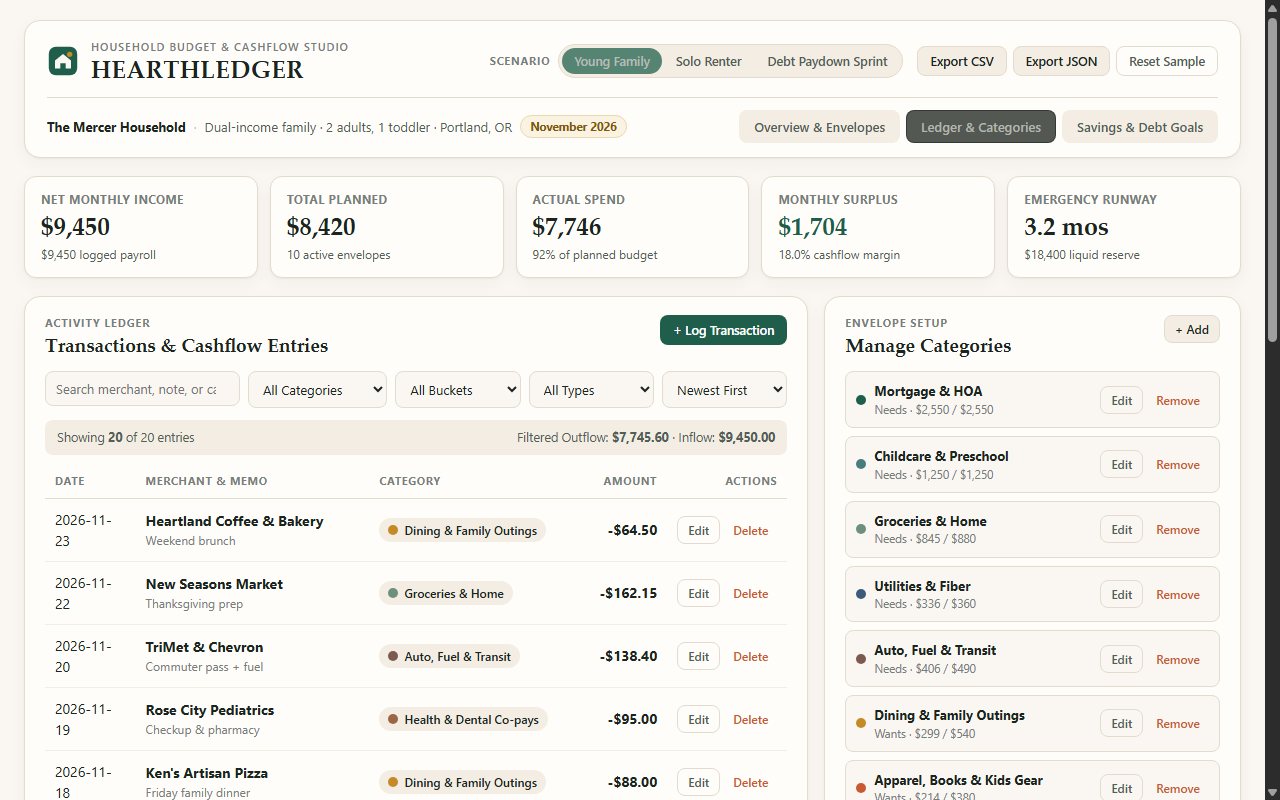 HOUSEHOLD BUDGET & CASHFLOW STUDIO
HEARTHLEDGER
SCENARIO
Young Family
Solo Renter
Debt Paydown Sprint
Export CSV
Export JSON
Reset Sample
The Mercer Household · Dual-income family · 2 adults, 1 toddler · Portland, OR
November 2026
Overview & Envelopes
Ledger & Categories
Savings & Debt Goals
NET MONTHLY INCOME
$9,450
$9,450 logged payroll
TOTAL PLANNED
$8,420
10 active envelopes
ACTUAL SPEND
$7,746
92% of planned budget
MONTHLY SURPLUS
$1,704
18.0% cashflow margin
EMERGENCY RUNWAY
3.2 mos
$18,400 liquid reserve
ACTIVITY LEDGER
Transactions & Cashflow Entries
+ Log Transaction
Search merchant, note, or ca
All Categories
All Buckets
All Types
Newest First
Showing 20 of 20 entries
Filtered Outflow: $7,745.60 · Inflow: $9,450.00
DATE
MERCHANT & MEMO
CATEGORY
AMOUNT
ACTIONS
2026-11-
23
Heartland Coffee & Bakery
Weekend brunch
Dining & Family Outings
-$64.50
Edit
Delete
2026-11-
22
New Seasons Market
Thanksgiving prep
Groceries & Home
-$162.15
Edit
Delete
2026-11-
20
TriMet & Chevron
Commuter pass + fuel
Auto, Fuel & Transit
-$138.40
Edit
Delete
2026-11-
19
Rose City Pediatrics
Checkup & pharmacy
Health & Dental Co-pays
-$95.00
Edit
Delete
2026-11-
18
Ken's Artisan Pizza
Friday family dinner
Dining & Family Outings
-$88.00
Edit
Delete
ENVELOPE SETUP
Manage Categories
+ Add
Mortgage & HOA
Needs · $2,550 / $2,550
Edit
Remove
Childcare & Preschool
Needs · $1,250 / $1,250
Edit
Remove
Groceries & Home
Needs · $845 / $880
Edit
Remove
Utilities & Fiber
Needs · $336 / $360
Edit
Remove
Auto, Fuel & Transit
Needs · $406 / $490
Edit
Remove
Dining & Family Outings
Wants · $299 / $540
Edit
Remove
Apparel, Books & Kids Gear
Wants · $214 / $380
Edit
Remove